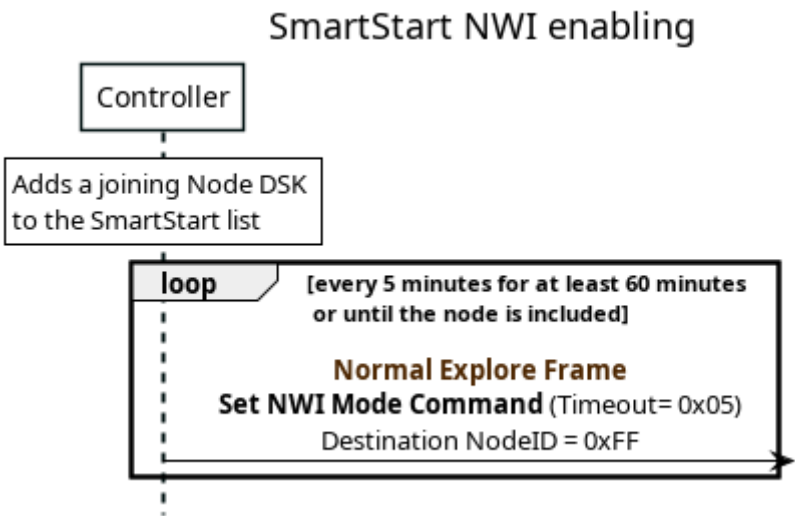 SmartStart NWI enabling
Controller
Adds a joining Node DSK
to the SmartStart list
loop
[every 5 minutes for at least 60 minutes
or until the node is included]
Normal Explore Frame
Set NWI Mode Command (Timeout= 0x05)
Destination NodeID = 0xFF